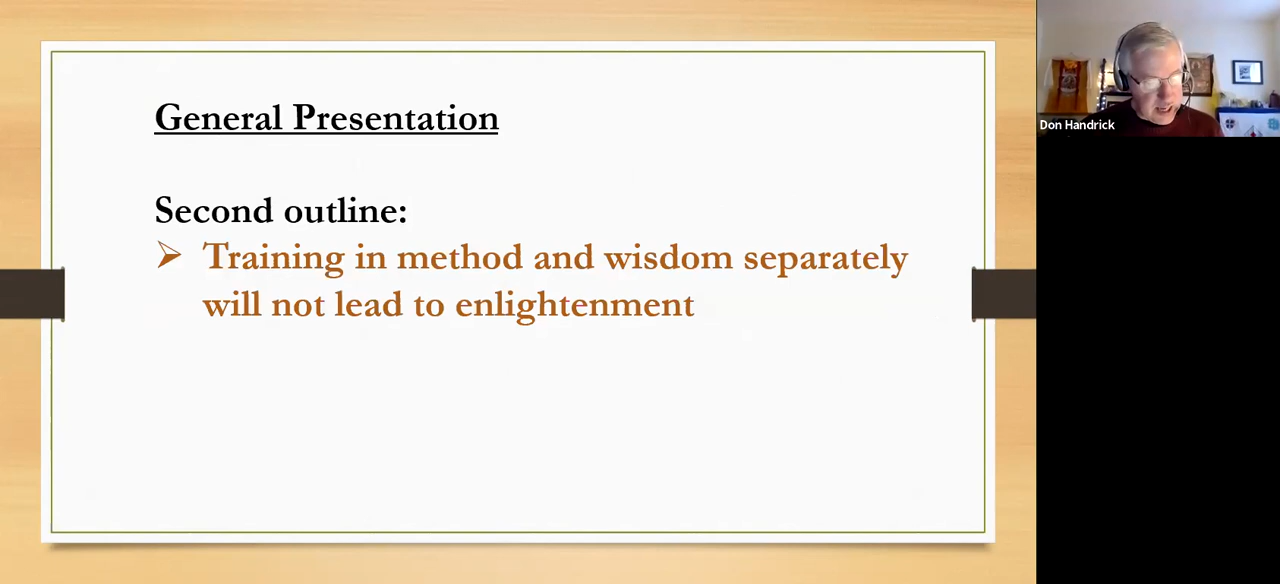 General Presentation
Second outline:
➢ Training in method and wisdom separately
will not lead to enlightenment
Don Handrick